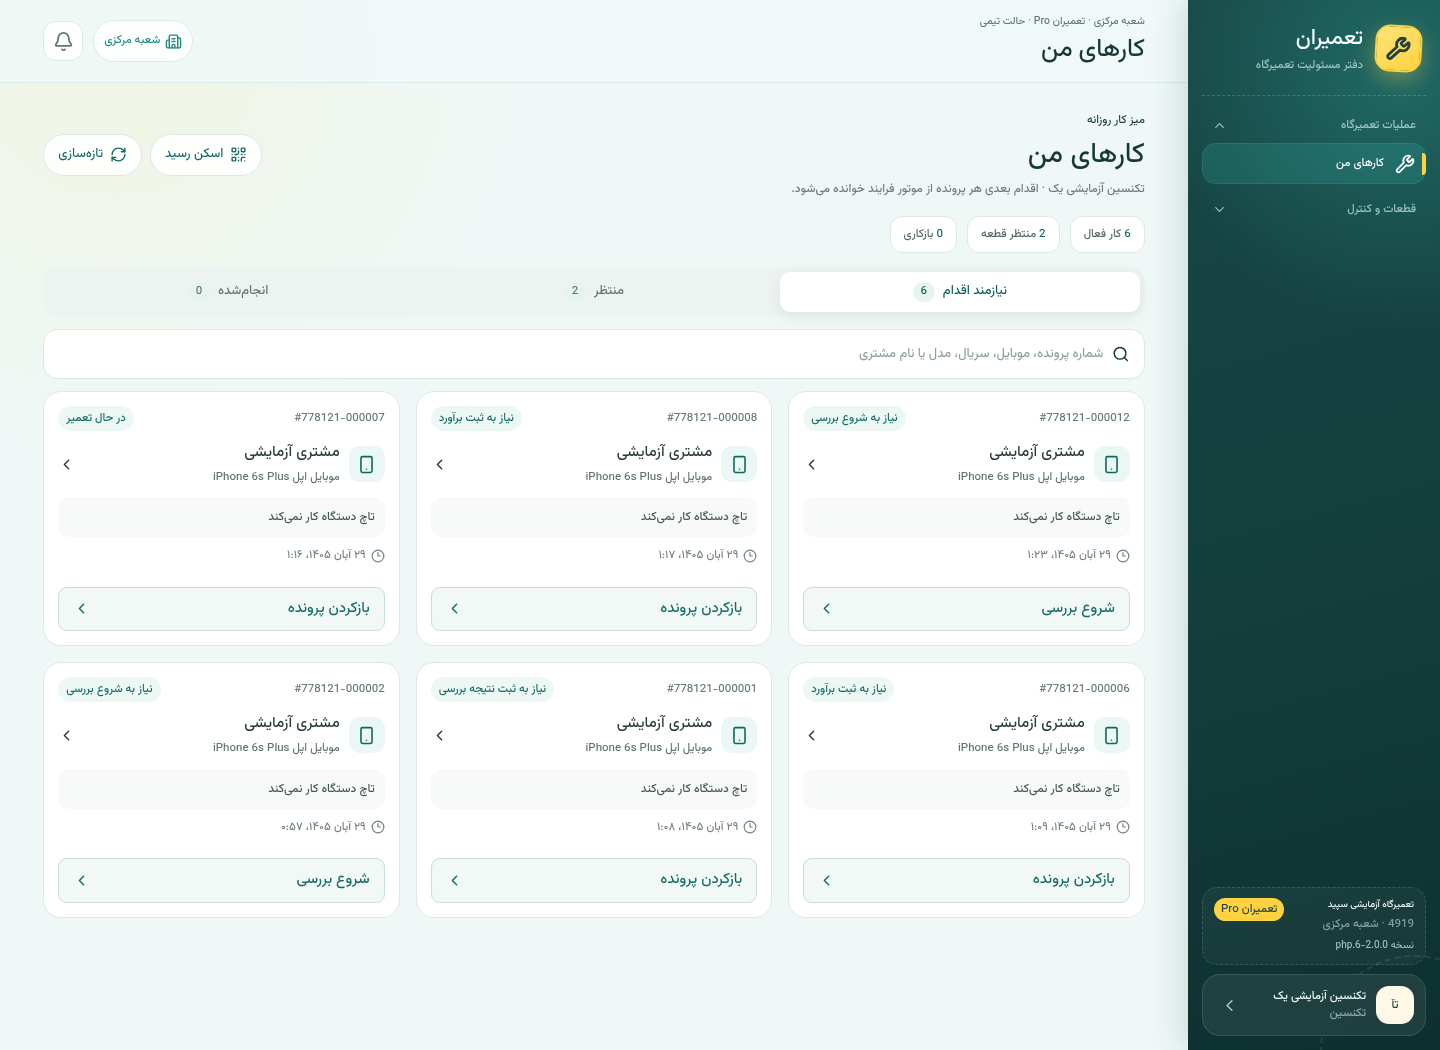 تعمیران
دفتر مسئولیت تعمیرگاه
عملیات تعمیرگاه
کارهای من
قطعات و کنترل
تعمیرگاه آزمایشی سپید
تعمیران Pro
4919 · شعبه مرکزی
نسخه php.6-2.0.0
تآ
تکنسین آزمایشی یک
تکنسین
شعبه مرکزی · تعمیران Pro · حالت تیمی
کارهای من
شعبه مرکزی
میز کار روزانه
کارهای من
تکنسین آزمایشی یک · اقدام بعدی هر پرونده از موتور فرایند خوانده می‌شود.
اسکن رسید
تازه‌سازی
6 کار فعال
2 منتظر قطعه
0 بازکاری
نیازمند اقدام 6
منتظر 2
انجام‌شده 0
شماره پرونده، موبایل، سریال، مدل یا نام مشتری
#778121-000012
نیاز به شروع بررسی
مشتری آزمایشی
موبایل اپل iPhone 6s Plus
تاچ دستگاه کار نمی‌کند
۲۹ آبان ۱۴۰۵، ۱:۲۳
شروع بررسی
#778121-000008
نیاز به ثبت برآورد
مشتری آزمایشی
موبایل اپل iPhone 6s Plus
تاچ دستگاه کار نمی‌کند
۲۹ آبان ۱۴۰۵، ۱:۱۷
بازکردن پرونده
#778121-000007
در حال تعمیر
مشتری آزمایشی
موبایل اپل iPhone 6s Plus
تاچ دستگاه کار نمی‌کند
۲۹ آبان ۱۴۰۵، ۱:۱۶
بازکردن پرونده
#778121-000006
نیاز به ثبت برآورد
مشتری آزمایشی
موبایل اپل iPhone 6s Plus
تاچ دستگاه کار نمی‌کند
۲۹ آبان ۱۴۰۵، ۱:۰۹
بازکردن پرونده
#778121-000001
نیاز به ثبت نتیجه بررسی
مشتری آزمایشی
موبایل اپل iPhone 6s Plus
تاچ دستگاه کار نمی‌کند
۲۹ آبان ۱۴۰۵، ۱:۰۸
بازکردن پرونده
#778121-000002
نیاز به شروع بررسی
مشتری آزمایشی
موبایل اپل iPhone 6s Plus
تاچ دستگاه کار نمی‌کند
۲۹ آبان ۱۴۰۵، ۰:۵۷
شروع بررسی